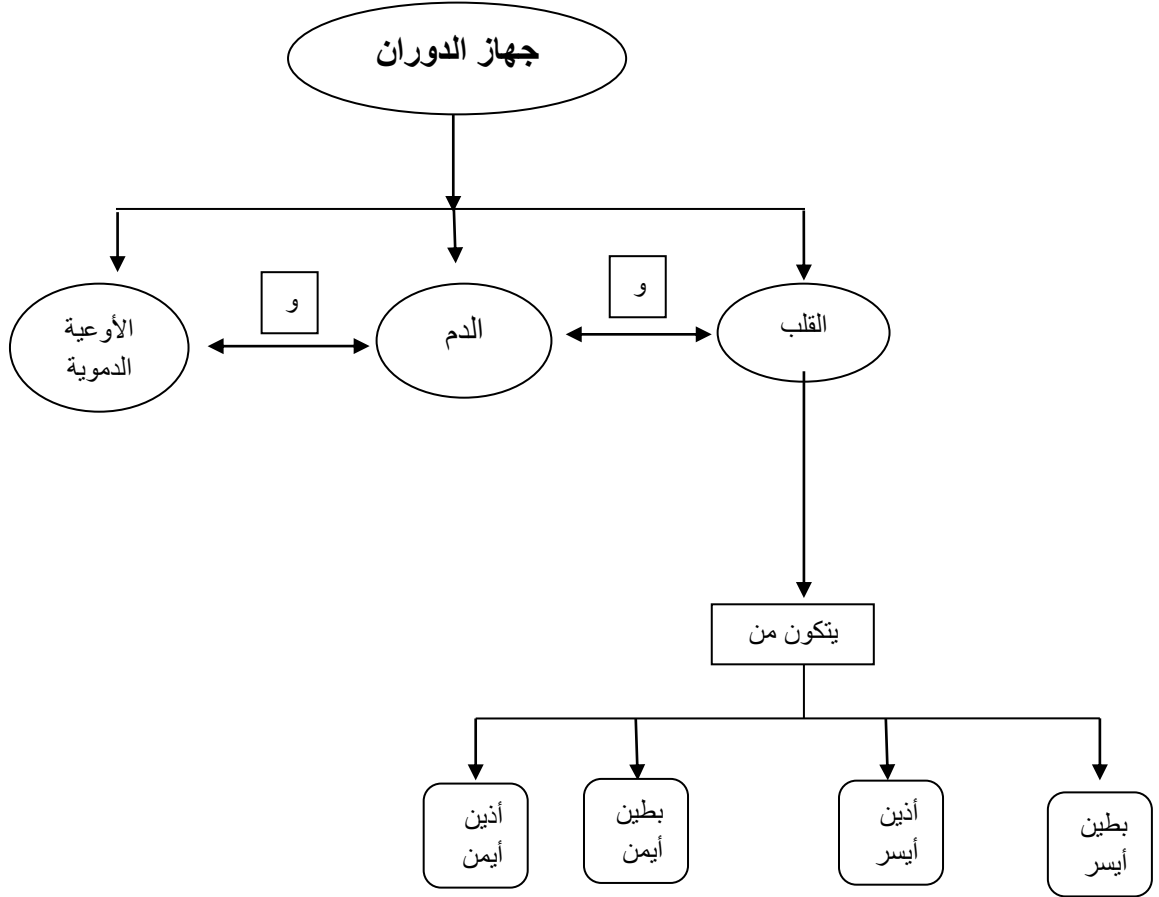 جهاز الدوران
و
و
القلب
الدم
الأوعية
الدموية
يتكون من
بطين
أيسر
أذين
أيسر
بطين
أيمن
أذين
أيمن